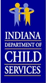 INDIANA
DEPARTMENT OF
CHILD
SERVICES